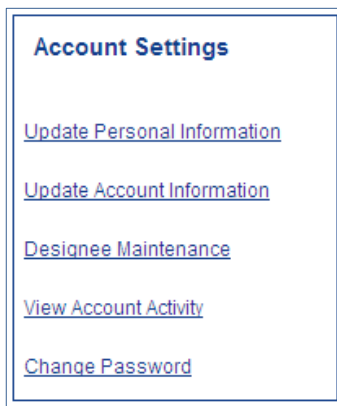 Account Settings
Update Personal Information
Update Account Information
Designee Maintenance
View Account Activity
Change Password